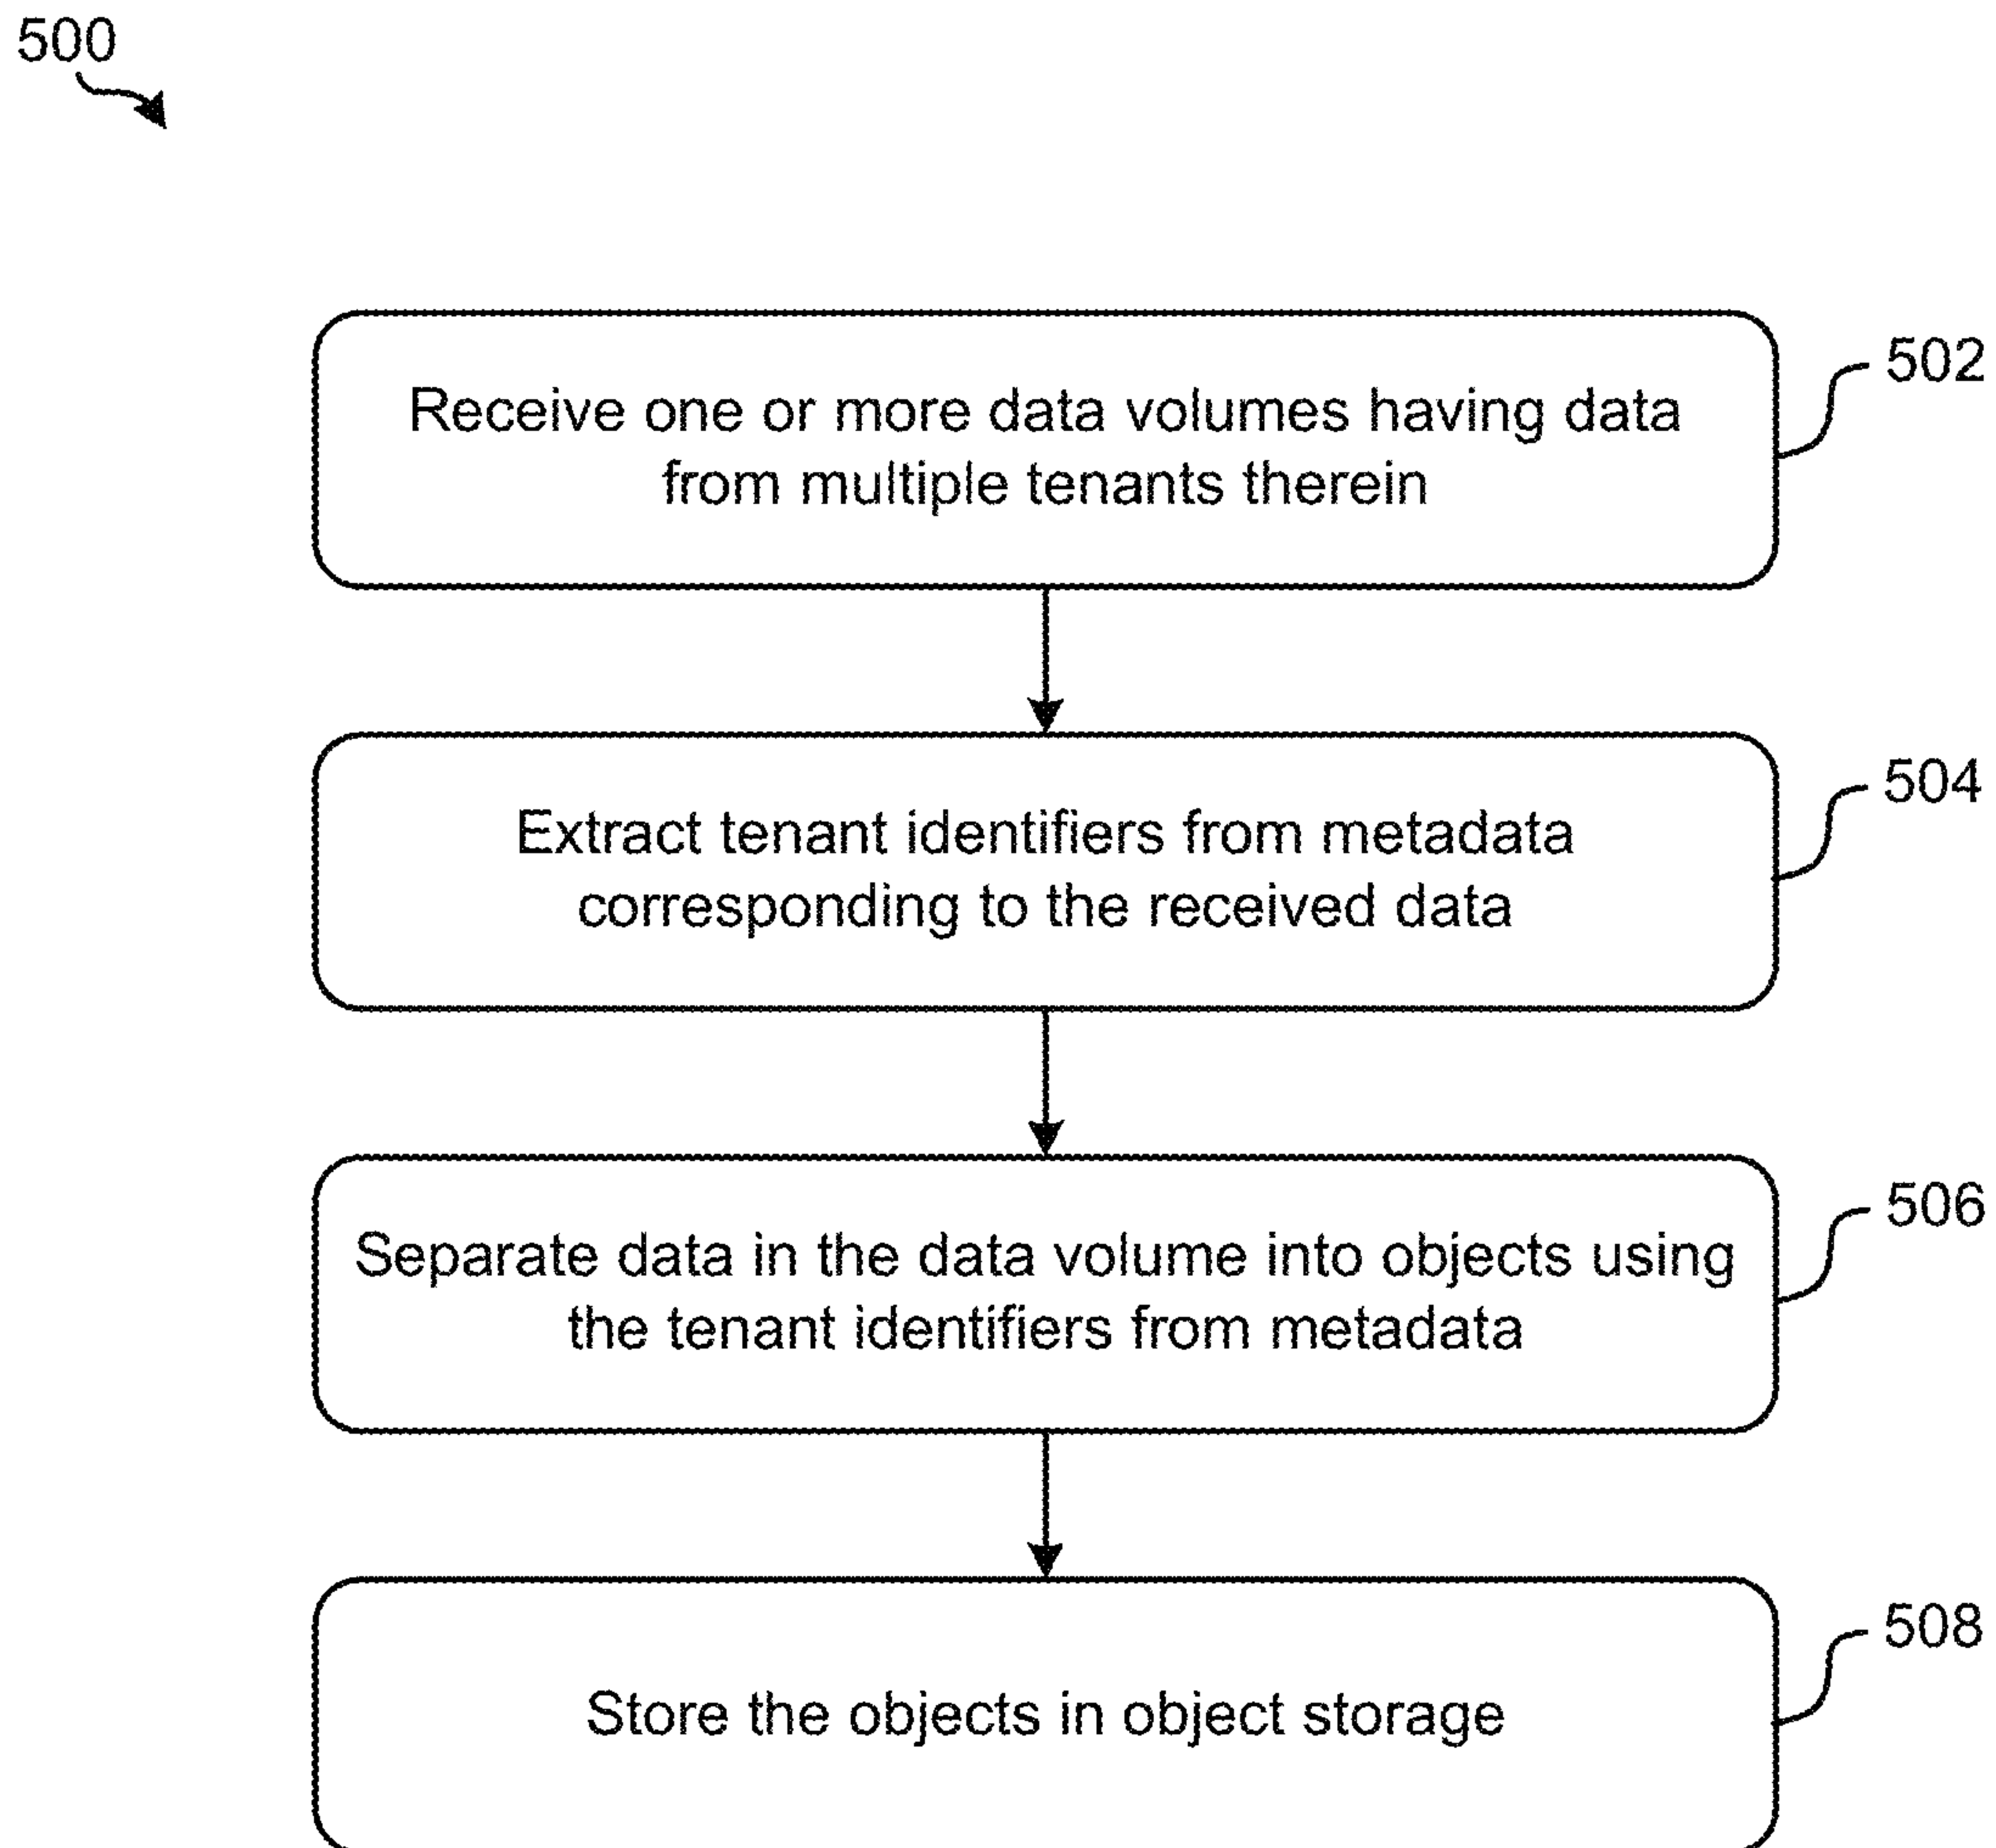 500
Receive one or more data volumes having data
from multiple tenants therein
502
Extract tenant identifiers from metadata
corresponding to the received data
504
Separate data in the data volume into objects using
the tenant identifiers from metadata
506
Store the objects in object storage
508